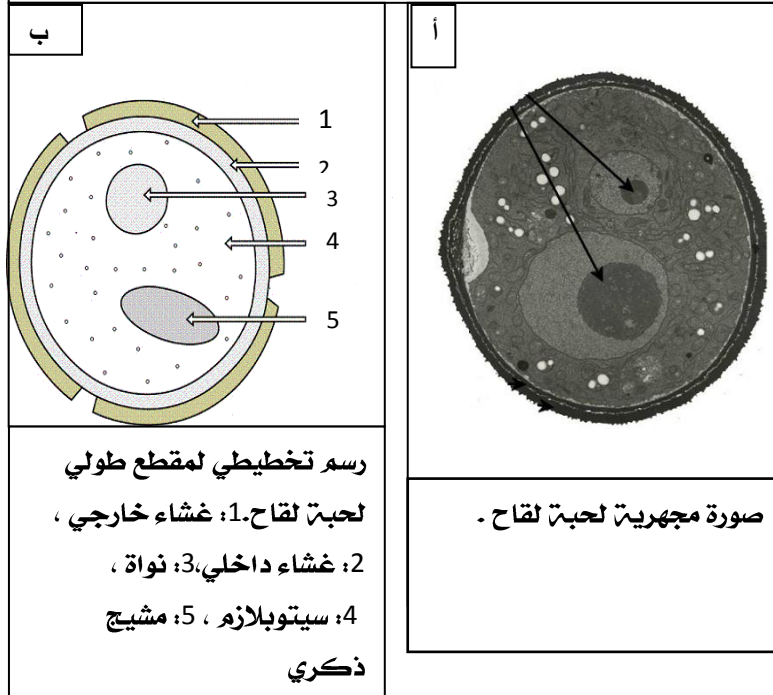 أ
صورة مجهرية لحبة لقاح .
ب
1
2
3
4
5
رسم تخطيطي لمقطع طولي
لحبة لقاح.1: غشاء خارجي ،
2: غشاء داخلي،3: نواة ،
4: سيتوبلازم ، 5: مشيج
ذكري